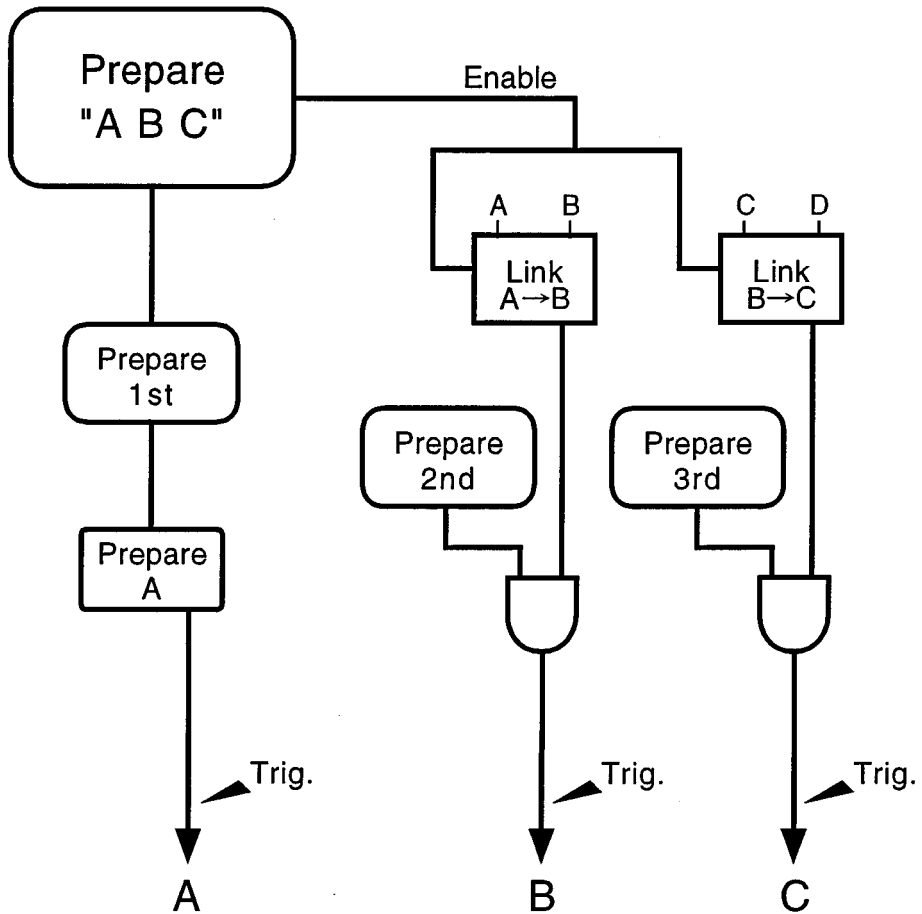 Prepare
"A B C"
Enable
A B
Link
A→B
C D
Link
B→C
Prepare
1st
Prepare
2nd
Prepare
3rd
Prepare
A
Trig.
Trig.
Trig.
A
B
C